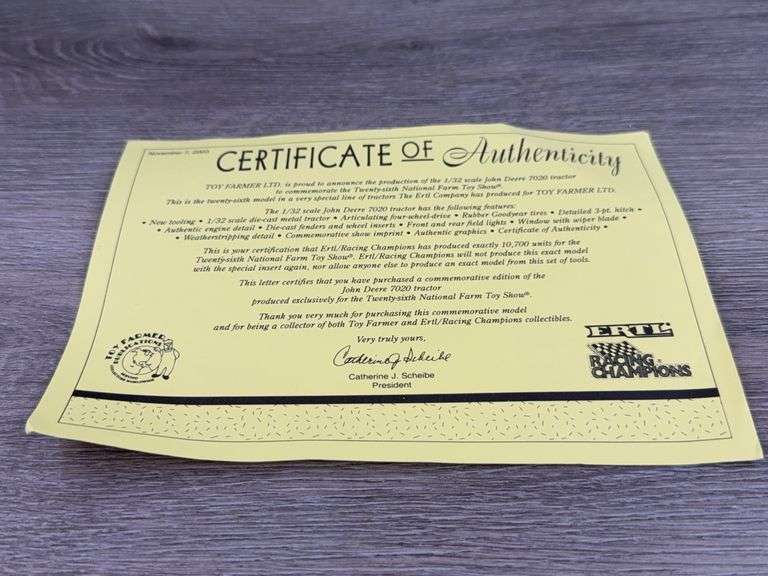 November 7, 2003
CERTIFICATE OF Authenticity
TOY FARMER LTD. is proud to announce the production of the 1/32 scale John Deere 7020 tractor
to commemorate the Twenty-sixth National Farm Toy Show®.
This is the twenty-sixth model in a very special line of tractors The Ertl Company has produced for TOY FARMER LTD.
The 1/32 scale John Deere 7020 tractor has the following features:
New tooling • 1/32 scale die-cast metal tractor • Articulating four-wheel-drive • Rubber Goodyear tires • Detailed 3-pt. hitch •
• Authentic engine detail • Die-cast fenders and wheel inserts • Front and rear field lights • Window with wiper blade •
• Weatherstripping detail • Commemorative show imprint • Authentic graphics • Certificate of Authenticity •
This is your certification that Ertl/Racing Champions has produced exactly 10,700 units for the
Twenty-sixth National Farm Toy Show®. Ertl/Racing Champions will not produce this exact model
with the special insert again, nor allow anyone else to produce an exact model from this set of tools.
This letter certifies that you have purchased a commemorative edition of the
John Deere 7020 tractor
produced exclusively for the Twenty-sixth National Farm Toy Show®.
Thank you very much for purchasing this commemorative model
and for being a collector of both Toy Farmer and Ertl/Racing Champions collectibles.
Very truly yours,
Catherine J Scheibe
Catherine J. Scheibe
President
TOY FARMER
PUBLICATIONS
ERTL®
RACING
CHAMPIONS®